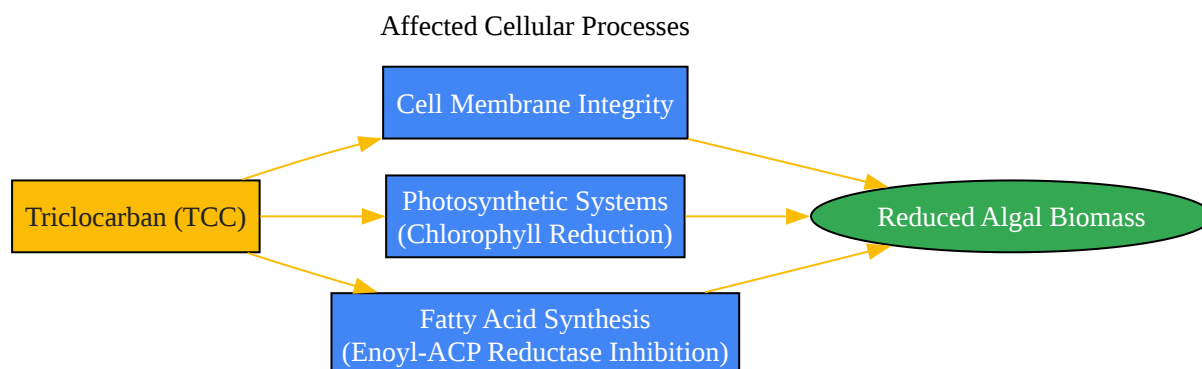 Affected Cellular Processes
Cell Membrane Integrity
Triclocarban (TCC)
Photosynthetic Systems
(Chlorophyll Reduction)
Reduced Algal Biomass
Fatty Acid Synthesis
(Enoyl-ACP Reductase Inhibition)